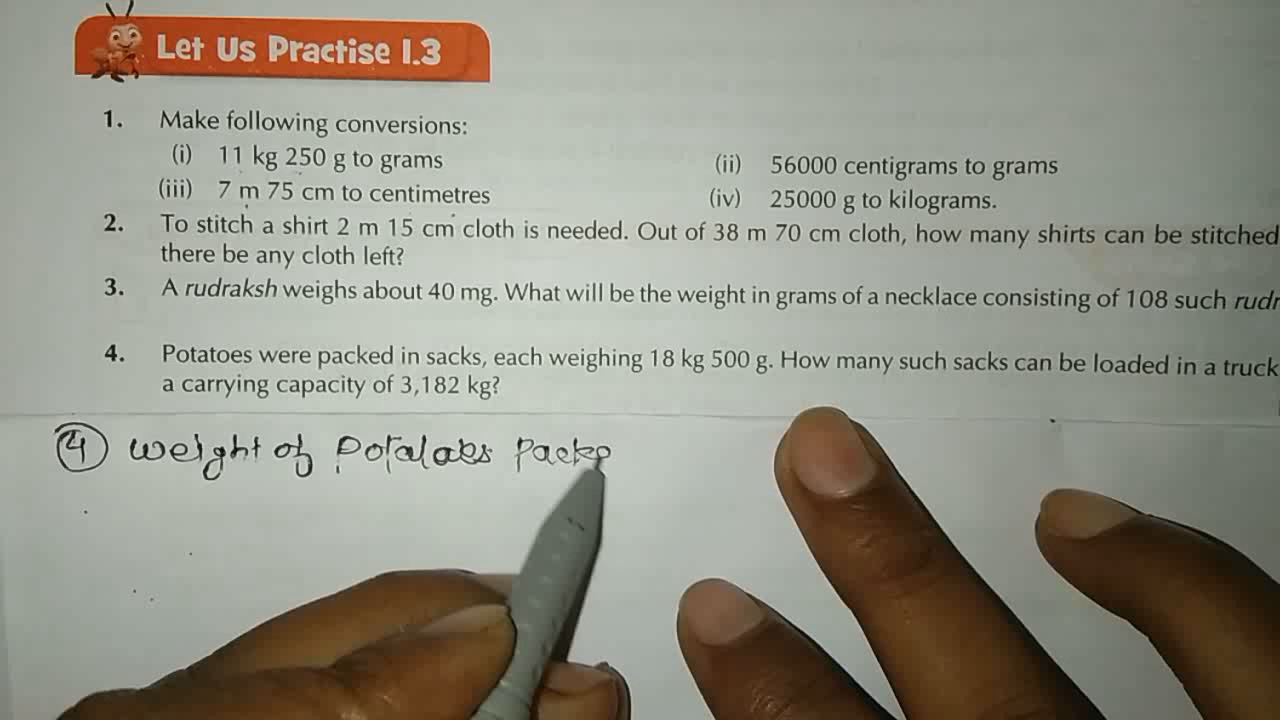 Let Us Practise 1.3
1. Make following conversions:
(i) 11 kg 250 g to grams
(ii) 56000 centigrams to grams
(iii) 7 m 75 cm to centimetres
(iv) 25000 g to kilograms.
2. To stitch a shirt 2 m 15 cm cloth is needed. Out of 38 m 70 cm cloth, how many shirts can be stitched
there be any cloth left?
3. A rudraksh weighs about 40 mg. What will be the weight in grams of a necklace consisting of 108 such rudr
4. Potatoes were packed in sacks, each weighing 18 kg 500 g. How many such sacks can be loaded in a truck
a carrying capacity of 3,182 kg?
4 Weight of Potatoes Packe